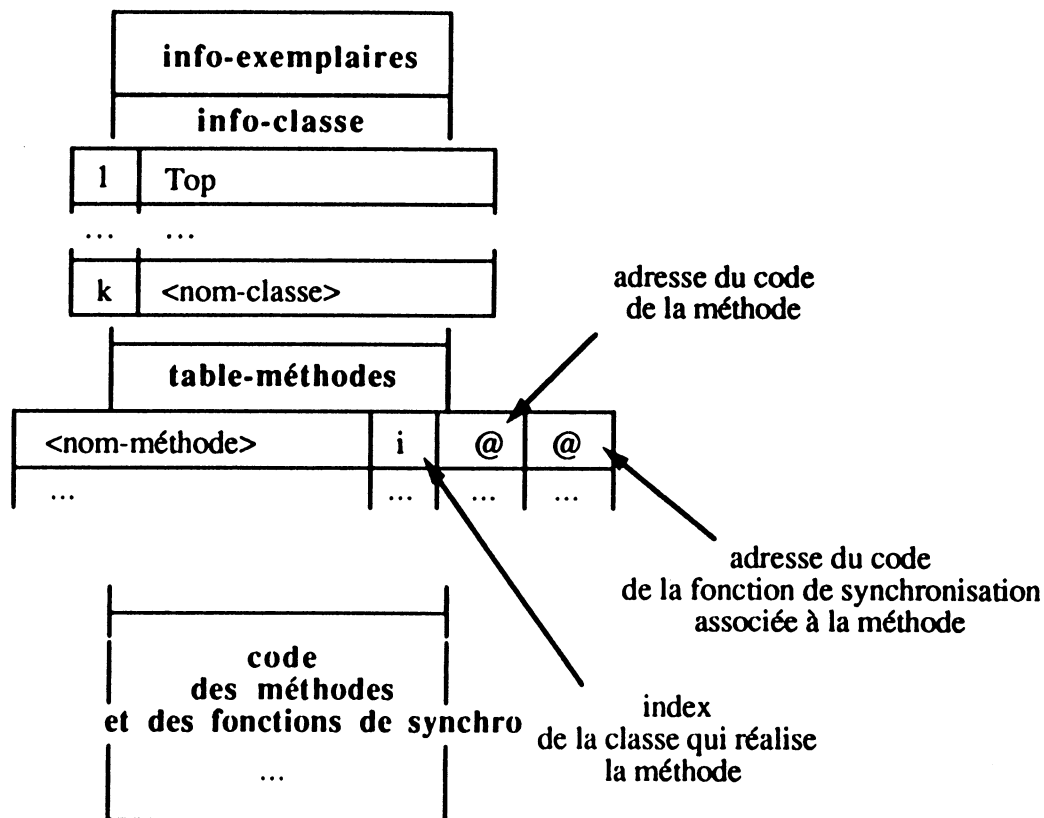 info-exemplaires
info-classe
1 Top
... ...
k <nom-classe>
adresse du code
de la méthode
table-méthodes
<nom-méthode> i @ @
... ... ... ...
adresse du code
de la fonction de synchronisation
associée à la méthode
code
des méthodes
et des fonctions de synchro
...
index
de la classe qui réalise
la méthode